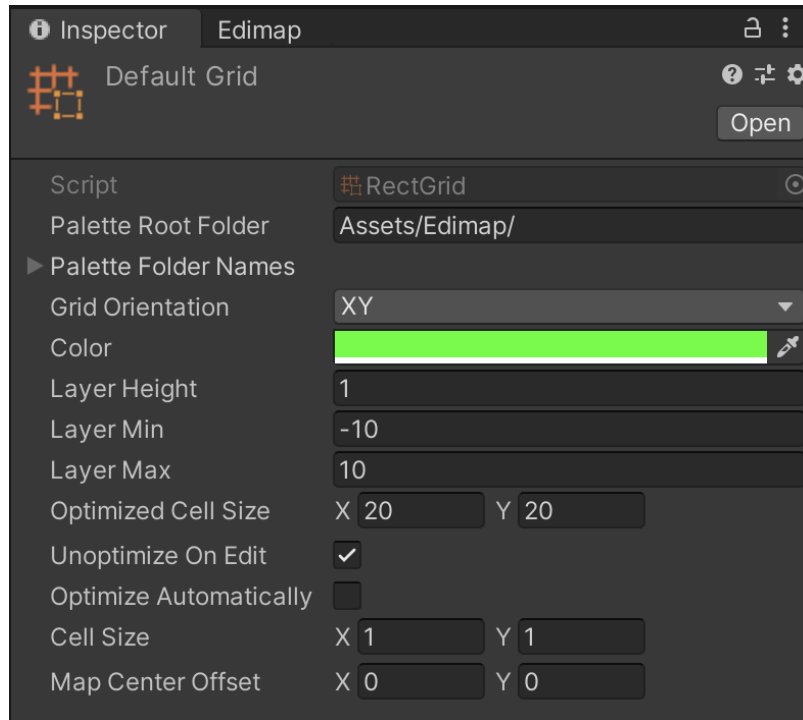 Inspector Edimap
Default Grid
Open
Script RectGrid
Palette Root Folder Assets/Edimap/
Palette Folder Names
Grid Orientation XY
Color
Layer Height 1
Layer Min -10
Layer Max 10
Optimized Cell Size X 20 Y 20
Unoptimize On Edit
Optimize Automatically
Cell Size X 1 Y 1
Map Center Offset X 0 Y 0